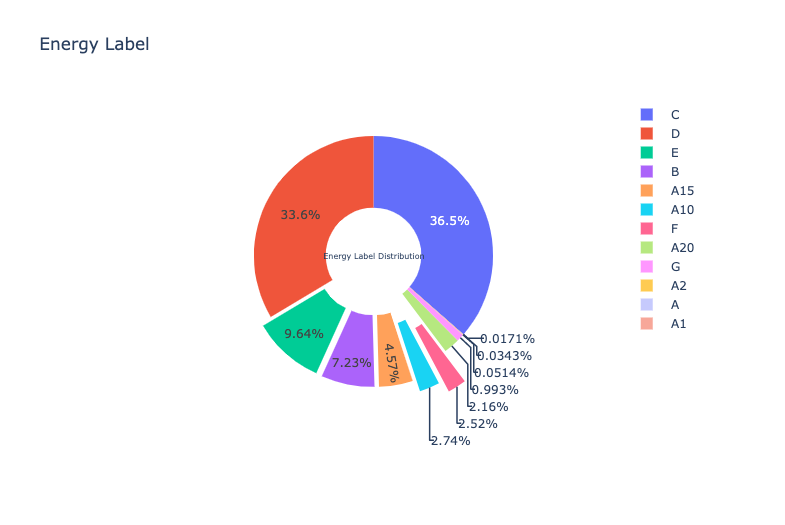 Energy Label
C
D
E
B
A15
A10
F
A20
G
A2
A
A1
33.6%
36.5%
Energy Label Distribution
9.64%
7.23%
4.57%
0.0171%
0.0343%
0.0514%
0.993%
2.16%
2.52%
2.74%